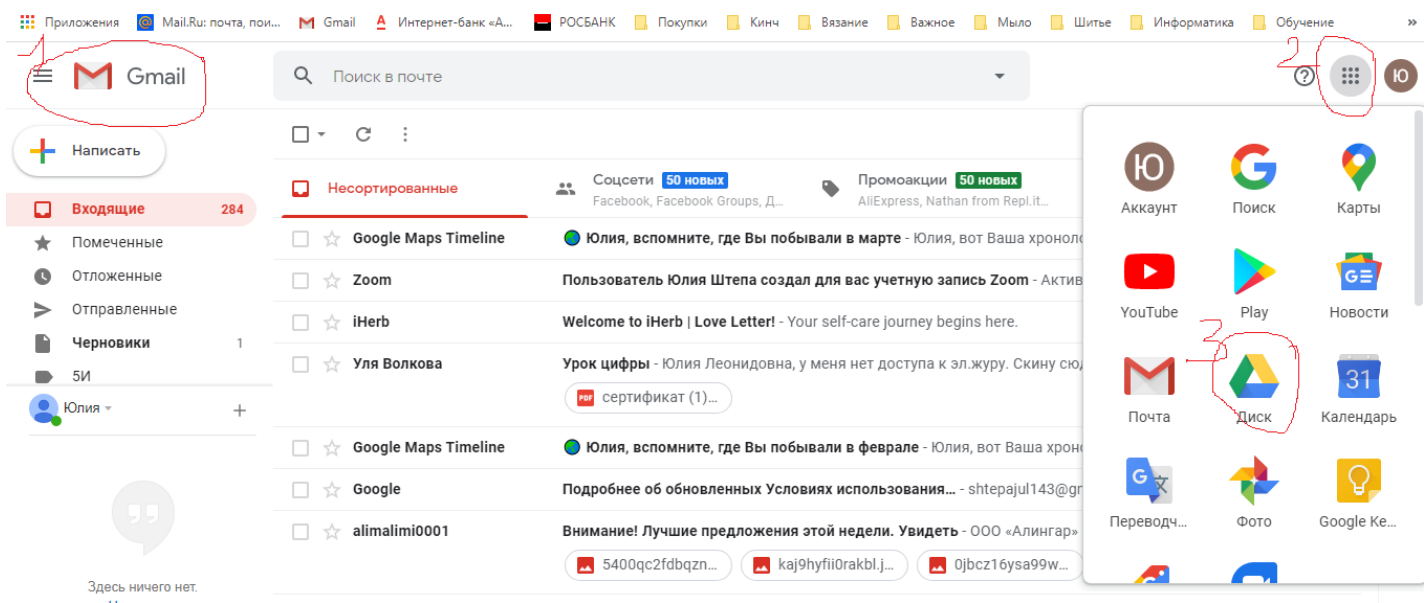 Приложения Mail.Ru: почта, пои... Gmail Интернет-банк «А... РОСБАНК Покупки Кинч Вязание Важное Мыло Шитье Информатика Обучение »
1
2
Gmail
Поиск в почте
Ю
Написать
Несортированные
Соцсети 50 новых
Facebook, Facebook Groups, Д...
Промоакции 50 новых
AliExpress, Nathan from Repl.it...
Входящие 284
Помеченные
Отложенные
Отправленные
Черновики 1
5И
Юлия
Здесь ничего нет.
Google Maps Timeline Юлия, вспомните, где Вы побывали в марте - Юлия, вот Ваша хроноло
Zoom Пользователь Юлия Штепа создал для вас учетную запись Zoom - Актив
iHerb Welcome to iHerb | Love Letter! - Your self-care journey begins here.
Уля Волкова Урок цифры - Юлия Леонидовна, у меня нет доступа к эл.журу. Скину сюд
PDF сертификат (1)...
Google Maps Timeline Юлия, вспомните, где Вы побывали в феврале - Юлия, вот Ваша хрон
Google Подробнее об обновленных Условиях использования... - shtepajul143@gm
alimalimi0001 Внимание! Лучшие предложения этой недели. Увидеть - ООО «Алингар»
5400qc2fdbqzn... kaj9hyfii0rakbl.j... 0jbcz16ysa99w...
Ю
Аккаунт Поиск Карты
YouTube Play Новости
3
31
Почта Диск Календарь
Переводч... Фото Google Ke...